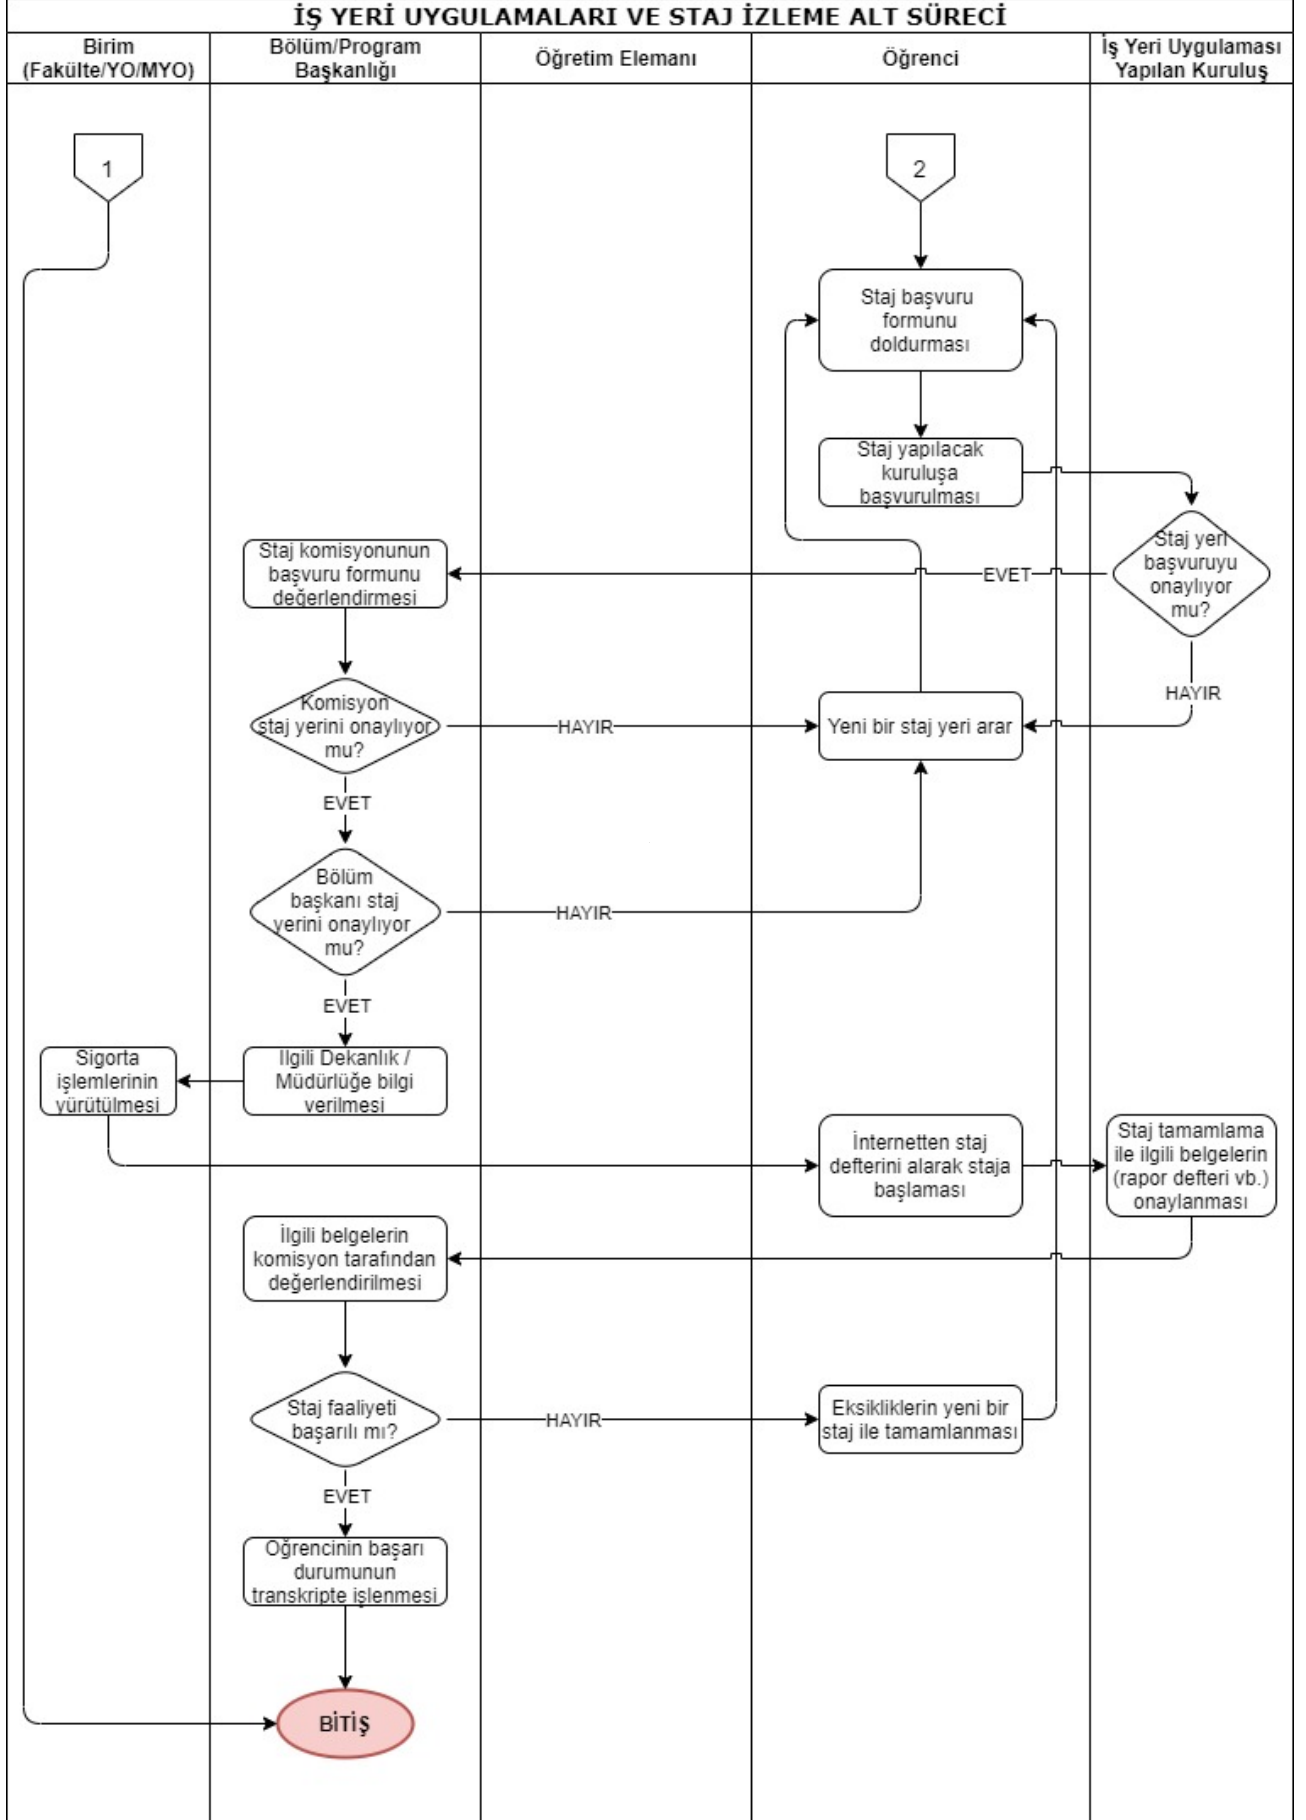 İŞ YERİ UYGULAMALARI VE STAJ İZLEME ALT SÜRECİ
Birim
(Fakülte/YO/MYO)
Bölüm/Program
Başkanlığı
Öğretim Elemanı
Öğrenci
İş Yeri Uygulaması
Yapılan Kuruluş
1
2
Staj başvuru
formunu
doldurması
Staj yapılacak
kuruluşa
başvurulması
Staj yeri
başvuruyu
onaylıyor
mu?
EVET
Staj komisyonunun
başvuru formunu
değerlendirmesi
HAYIR
Komisyon
staj yerini onaylıyor
mu?
HAYIR
Yeni bir staj yeri arar
EVET
Bölüm
başkanı staj
yerini onaylıyor
mu?
HAYIR
EVET
İlgili Dekanlık /
Müdürlüğe bilgi
verilmesi
Sigorta
işlemlerinin
yürütülmesi
İnternetten staj
defterini alarak staja
başlaması
Staj tamamlama
ile ilgili belgelerin
(rapor defteri vb.)
onaylanması
İlgili belgelerin
komisyon tarafından
değerlendirilmesi
Staj faaliyeti
başarılı mı?
HAYIR
Eksikliklerin yeni bir
staj ile tamamlanması
EVET
Öğrencinin başarı
durumunun
transkripte işlenmesi
BİTİŞ